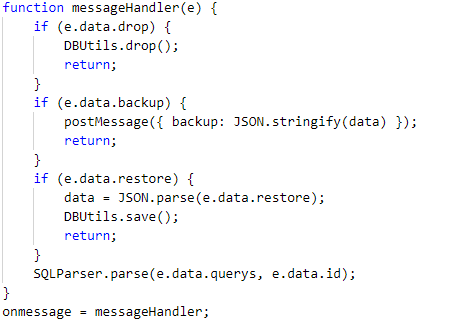 function messageHandler(e) {
    if (e.data.drop) {
        DBUtils.drop();
        return;
    }
    if (e.data.backup) {
        postMessage({ backup: JSON.stringify(data) });
        return;
    }
    if (e.data.restore) {
        data = JSON.parse(e.data.restore);
        DBUtils.save();
        return;
    }
    SQLParser.parse(e.data.querys, e.data.id);
}
onmessage = messageHandler;